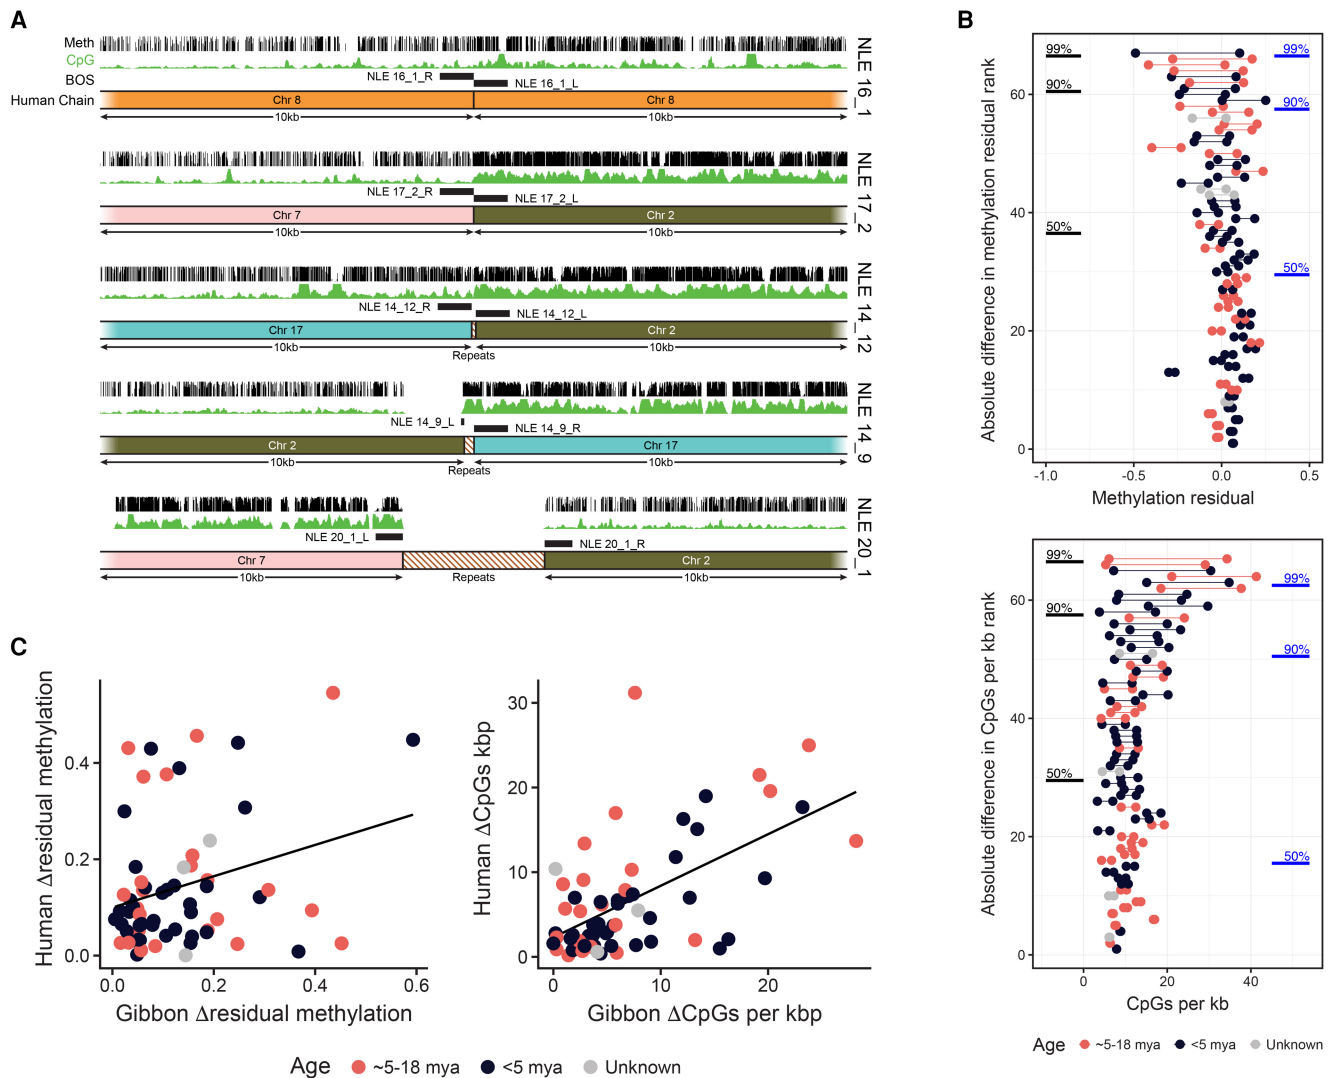 A
Meth
CpG
BOS
Human Chain
NLE 16_1_R
NLE 16_1_L
Chr 8
Chr 8
10kb
10kb
NLE 16_1
NLE 17_2_R
NLE 17_2_L
Chr 7
Chr 2
10kb
10kb
NLE 17_2
NLE 14_12_R
NLE 14_12_L
Chr 17
Chr 2
10kb
10kb
Repeats
NLE 14_12
NLE 14_9_L
NLE 14_9_R
Chr 2
Chr 17
10kb
10kb
Repeats
NLE 14_9
NLE 20_1_L
NLE 20_1_R
Chr 7
Chr 2
10kb
Repeats
10kb
NLE 20_1
B
Absolute difference in methylation residual rank
99%
90%
50%
99%
90%
50%
60
40
20
0
-1.0
-0.5
0.0
0.5
Methylation residual
Absolute difference in CpGs per kb rank
99%
90%
50%
99%
90%
50%
60
40
20
0
0
20
40
CpGs per kb
Age
~5-18 mya
<5 mya
Unknown
C
Human Δresidual methylation
0.4
0.2
0.0
0.0
0.2
0.4
0.6
Gibbon Δresidual methylation
Human ΔCpGs kbp
30
20
10
0
0
10
20
Gibbon ΔCpGs per kbp
Age
~5-18 mya
<5 mya
Unknown